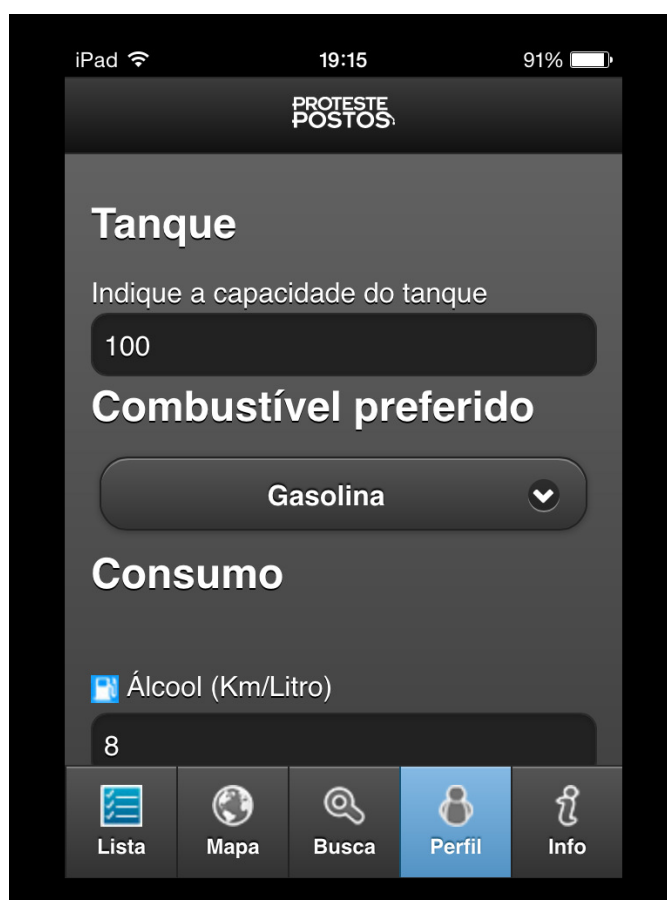 iPad 19:15 91%
PROTESTE
POSTOS
Tanque
Indique a capacidade do tanque
100
Combustível preferido
Gasolina
Consumo
Álcool (Km/Litro)
8
Lista Mapa Busca Perfil Info